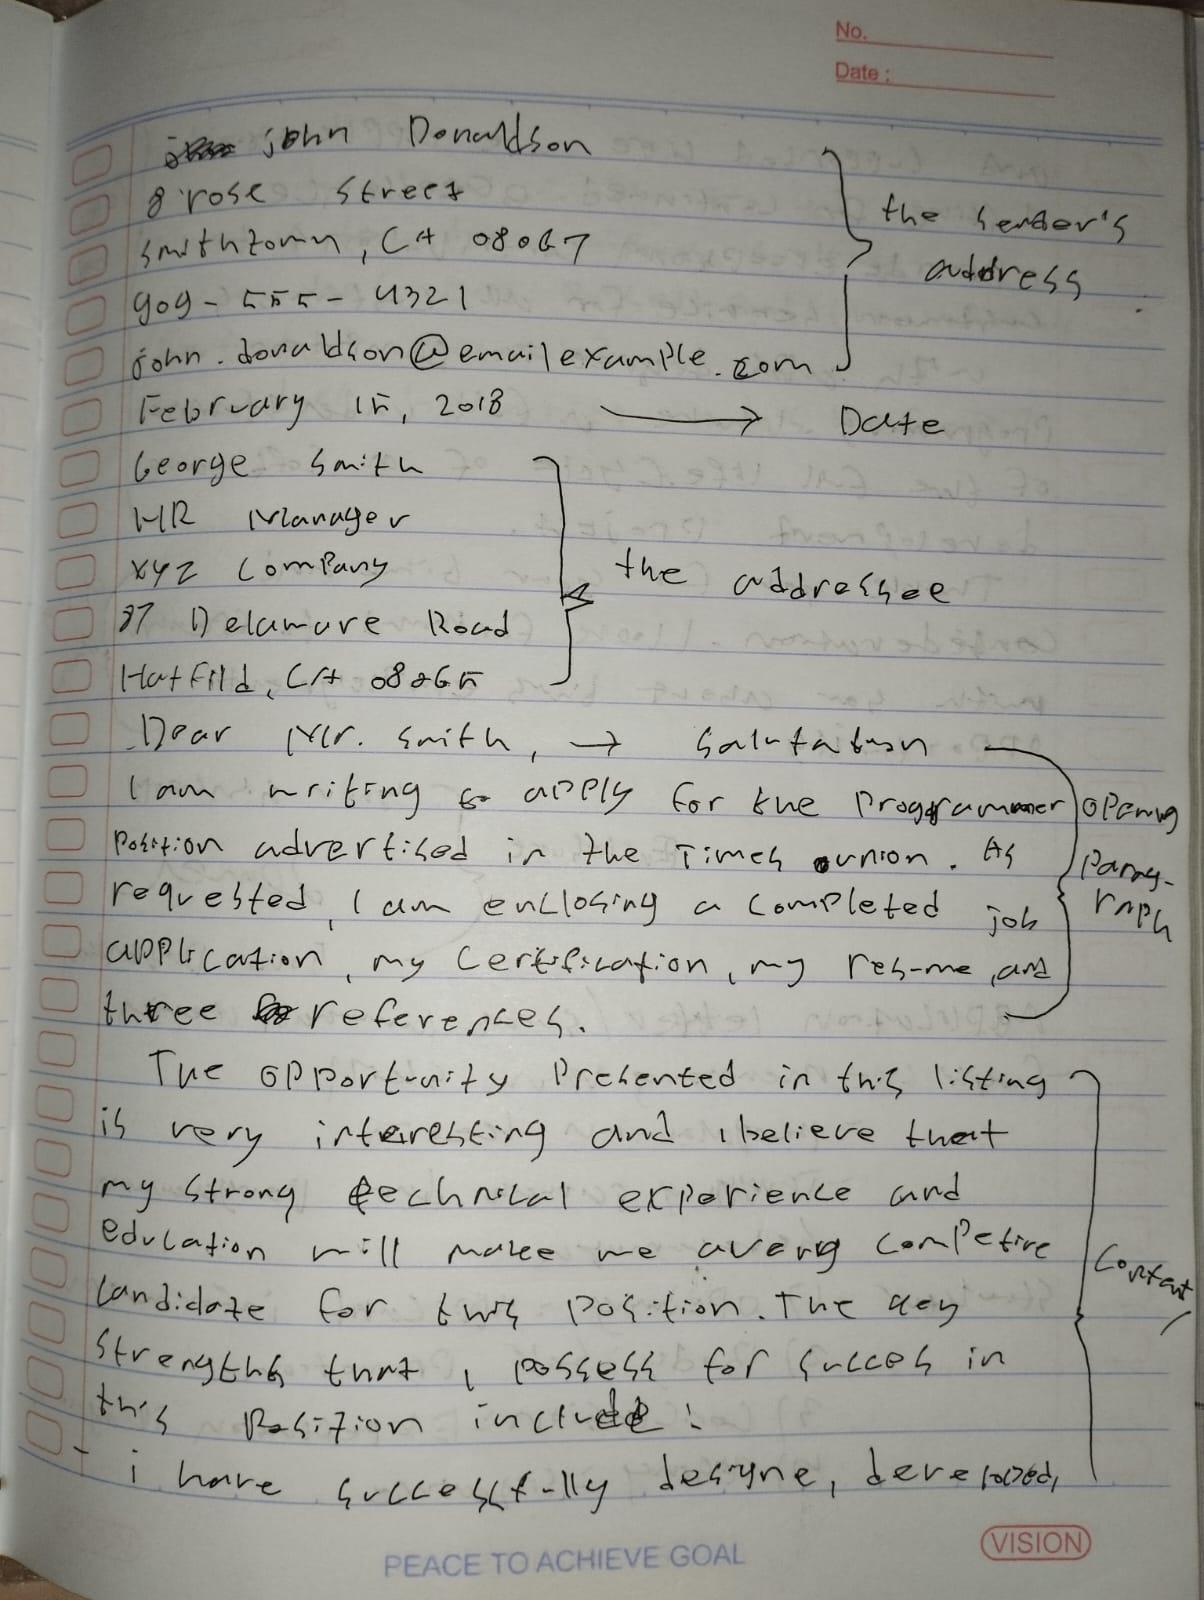 No.
Date :
john Donaldson
8 rose Street
Smithtown, CA 08067
909-555-4321
john.donaldson@emailexample.com
the sender's
address
February 15, 2018 → Date
George Smith
HR Manager
XYZ Company
87 Delaware Road
Hatfild, CA 08065
the addressee
Dear Mr. Smith, → Salutation
I am writing to apply for the Programmer
position advertised in the Times union. As
requested, I am enclosing a completed job
application, my certification, my resume, and
three references.
opening
Parag-
raph
The opportunity Presented in this listing
is very interesting and i believe that
my strong technical experience and
education will make me a very competive
candidate for this position. The key
strengths that i possess for succes in
this Position include:
Content
- i have successfully designe, developed,
PEACE TO ACHIEVE GOAL
VISION